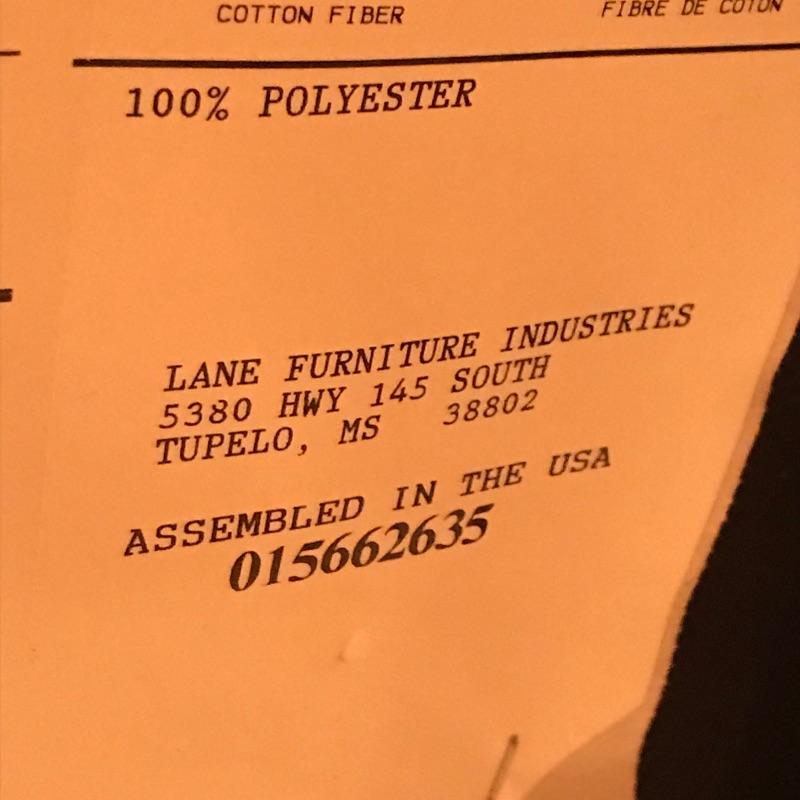 COTTON FIBER FIBRE DE COTON
100% POLYESTER
LANE FURNITURE INDUSTRIES
5380 HWY 145 SOUTH
TUPELO, MS 38802
ASSEMBLED IN THE USA
015662635